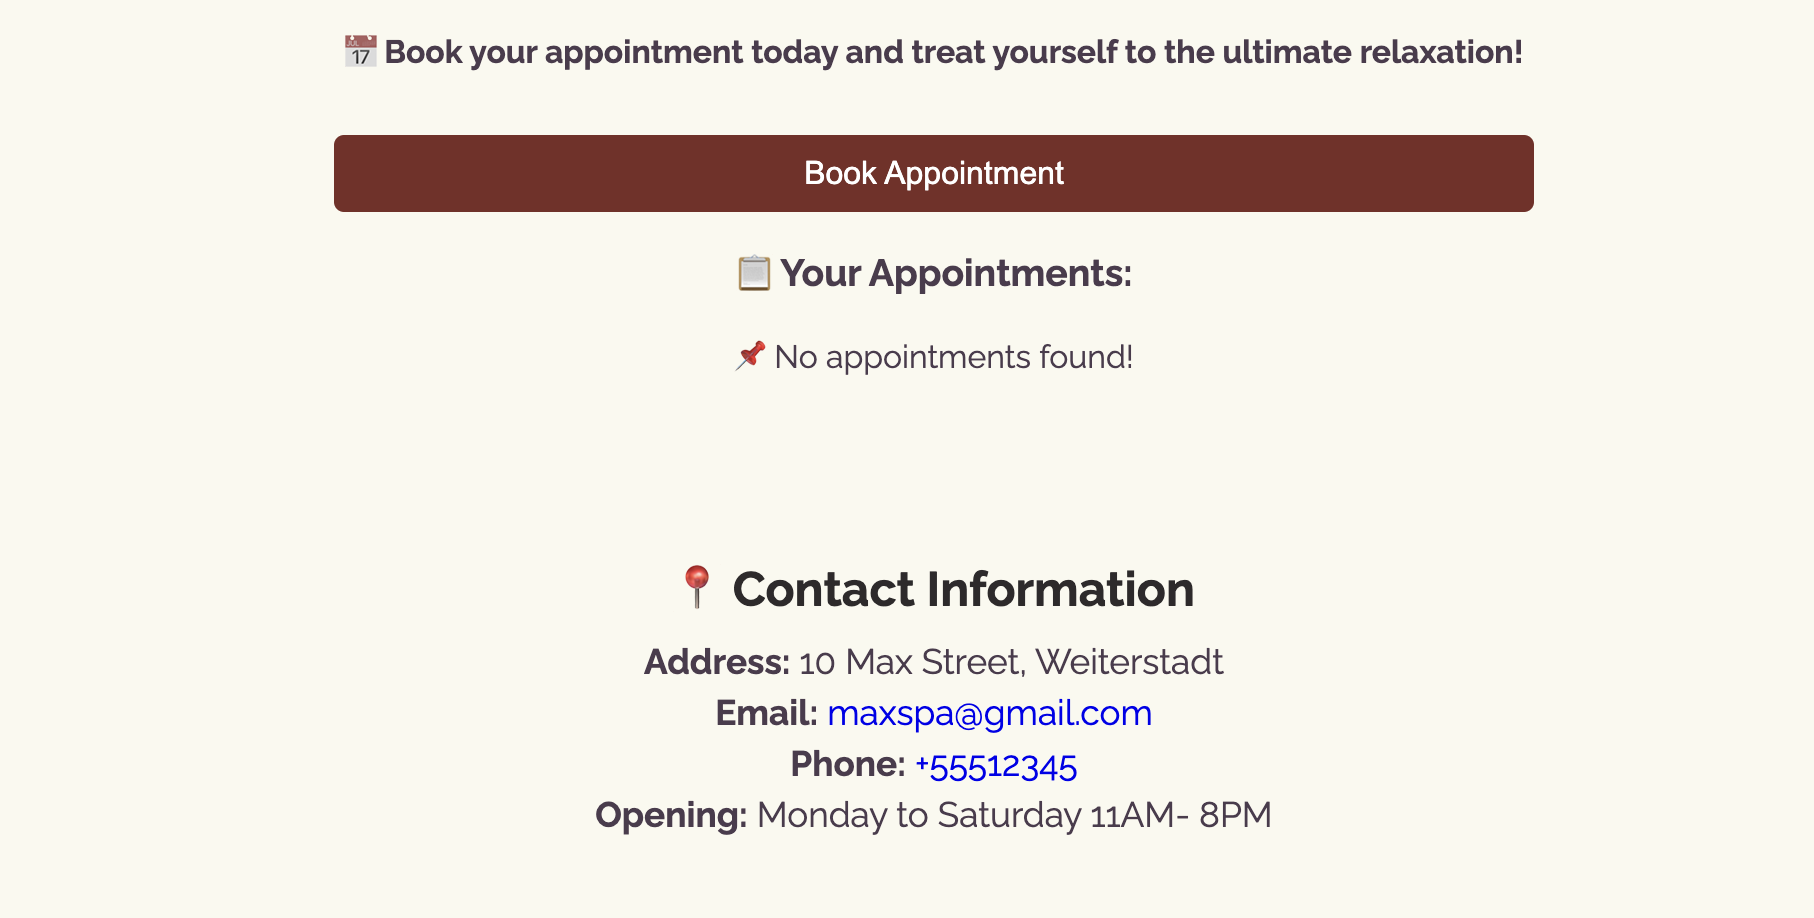 Book your appointment today and treat yourself to the ultimate relaxation!
Book Appointment
Your Appointments:
No appointments found!
Contact Information
Address: 10 Max Street, Weiterstadt
Email: maxspa@gmail.com
Phone: +55512345
Opening: Monday to Saturday 11AM- 8PM